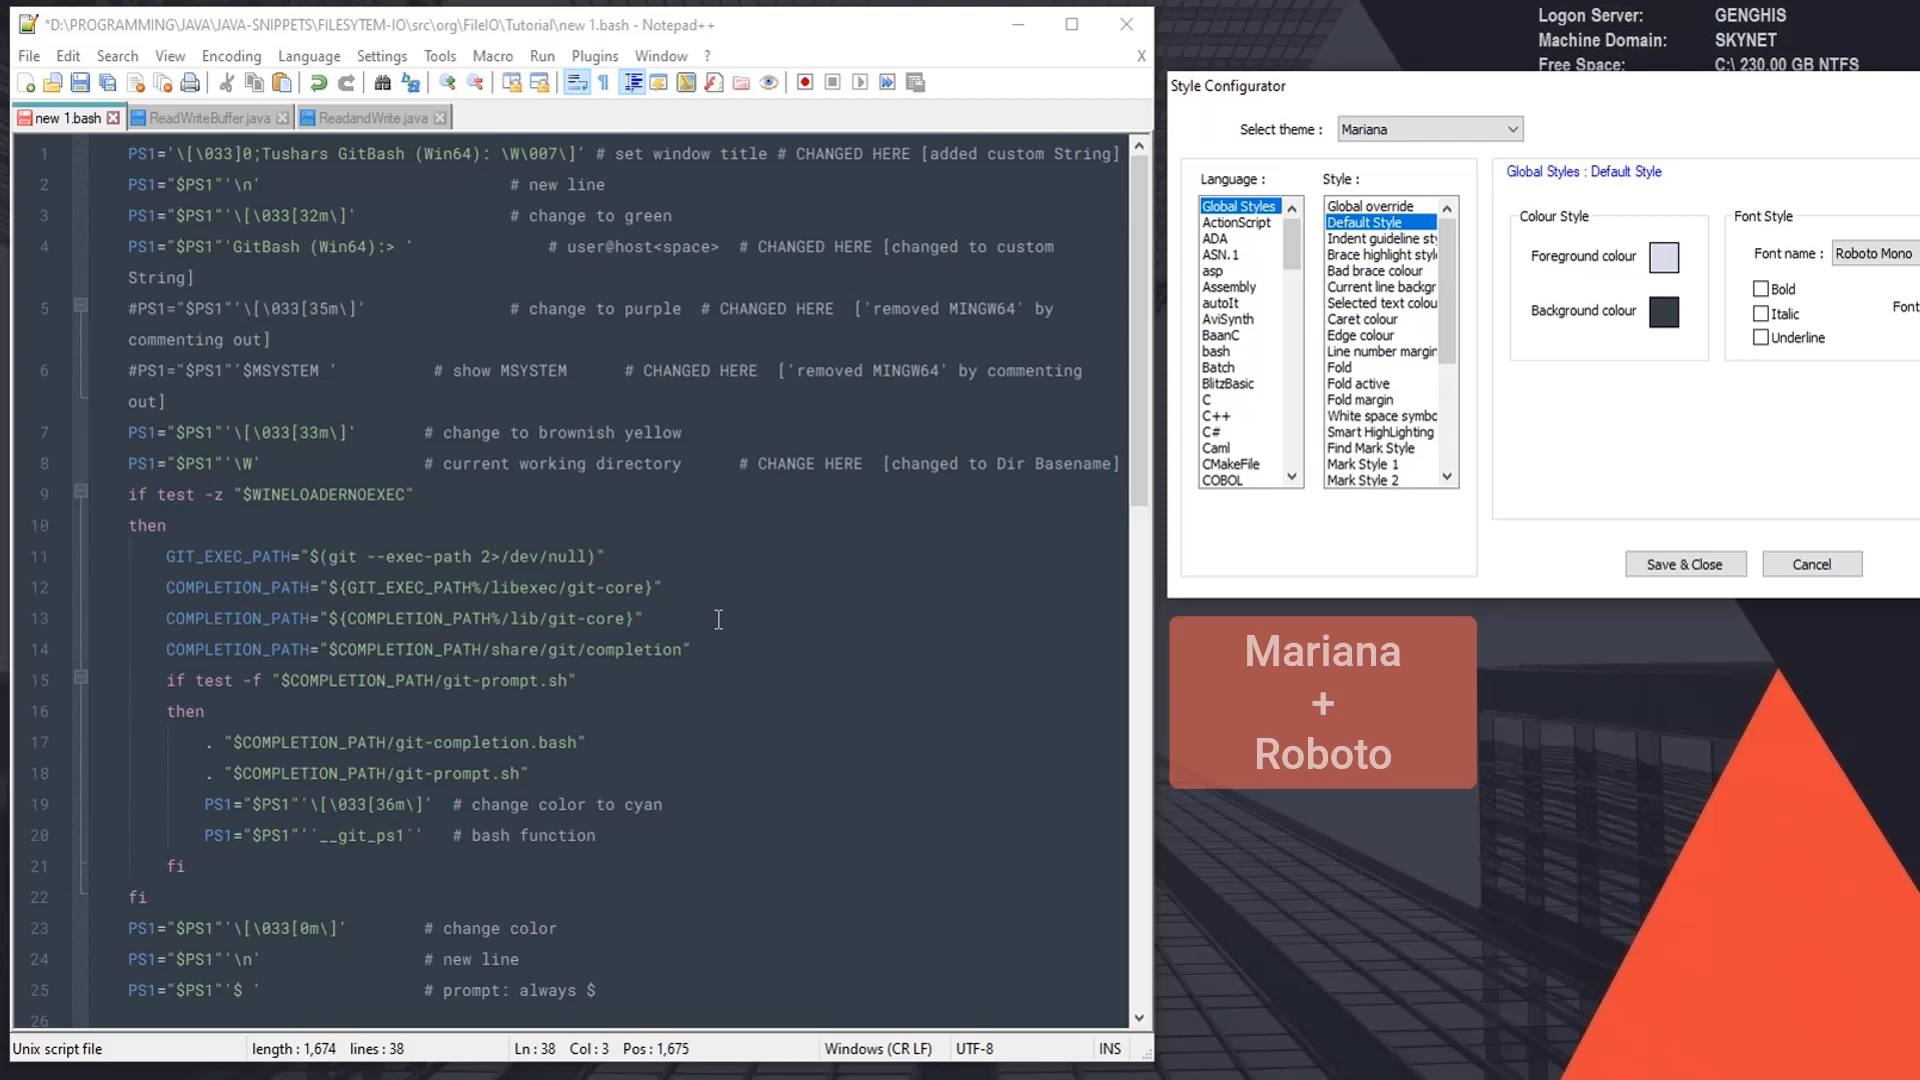 *D:\PROGRAMMING\JAVA\JAVA-SNIPPETS\FILESYTEM-IO\src\org\FileIO\Tutorial\new 1.bash - Notepad++
File Edit Search View Encoding Language Settings Tools Macro Run Plugins Window ? X
new 1.bash ReadWriteBuffer.java ReadandWrite.java
1 PS1='\[\033]0;Tushars GitBash (Win64): \W\007\]' # set window title # CHANGED HERE [added custom String]
2 PS1="$PS1"'\n' # new line
3 PS1="$PS1"'\[\033[32m\]' # change to green
4 PS1="$PS1"'GitBash (Win64):> ' # user@host<space> # CHANGED HERE [changed to custom
String]
5 #PS1="$PS1"'\[\033[35m\]' # change to purple # CHANGED HERE ['removed MINGW64' by
commenting out]
6 #PS1="$PS1"'$MSYSTEM ' # show MSYSTEM # CHANGED HERE ['removed MINGW64' by commenting
out]
7 PS1="$PS1"'\[\033[33m\]' # change to brownish yellow
8 PS1="$PS1"'\W' # current working directory # CHANGE HERE [changed to Dir Basename]
9 if test -z "$WINELOADERNOEXEC"
10 then
11 GIT_EXEC_PATH="$(git --exec-path 2>/dev/null)"
12 COMPLETION_PATH="${GIT_EXEC_PATH%/libexec/git-core}"
13 COMPLETION_PATH="${COMPLETION_PATH%/lib/git-core}"
14 COMPLETION_PATH="$COMPLETION_PATH/share/git/completion"
15 if test -f "$COMPLETION_PATH/git-prompt.sh"
16 then
17 . "$COMPLETION_PATH/git-completion.bash"
18 . "$COMPLETION_PATH/git-prompt.sh"
19 PS1="$PS1"'\[\033[36m\]' # change color to cyan
20 PS1="$PS1"'`__git_ps1`' # bash function
21 fi
22 fi
23 PS1="$PS1"'\[\033[0m\]' # change color
24 PS1="$PS1"'\n' # new line
25 PS1="$PS1"'$ ' # prompt: always $
26
Unix script file length : 1,674 lines : 38 Ln : 38 Col : 3 Pos : 1,675 Windows (CR LF) UTF-8 INS
Logon Server: GENGHIS
Machine Domain: SKYNET
Free Space: C:\ 230.00 GB NTFS
Style Configurator
Select theme : Mariana
Language :
Global Styles
ActionScript
ADA
ASN.1
asp
Assembly
autoIt
AviSynth
BaanC
bash
Batch
BlitzBasic
C
C++
C#
Caml
CMakeFile
COBOL
Style :
Global override
Default Style
Indent guideline sty
Brace highlight style
Bad brace colour
Current line backgr
Selected text colou
Caret colour
Edge colour
Line number margin
Fold
Fold active
Fold margin
White space symbo
Smart HighLighting
Find Mark Style
Mark Style 1
Mark Style 2
Global Styles : Default Style
Colour Style
Foreground colour
Background colour
Font Style
Font name : Roboto Mono
Bold
Italic
Underline
Font
Save & Close Cancel
Mariana
+
Roboto